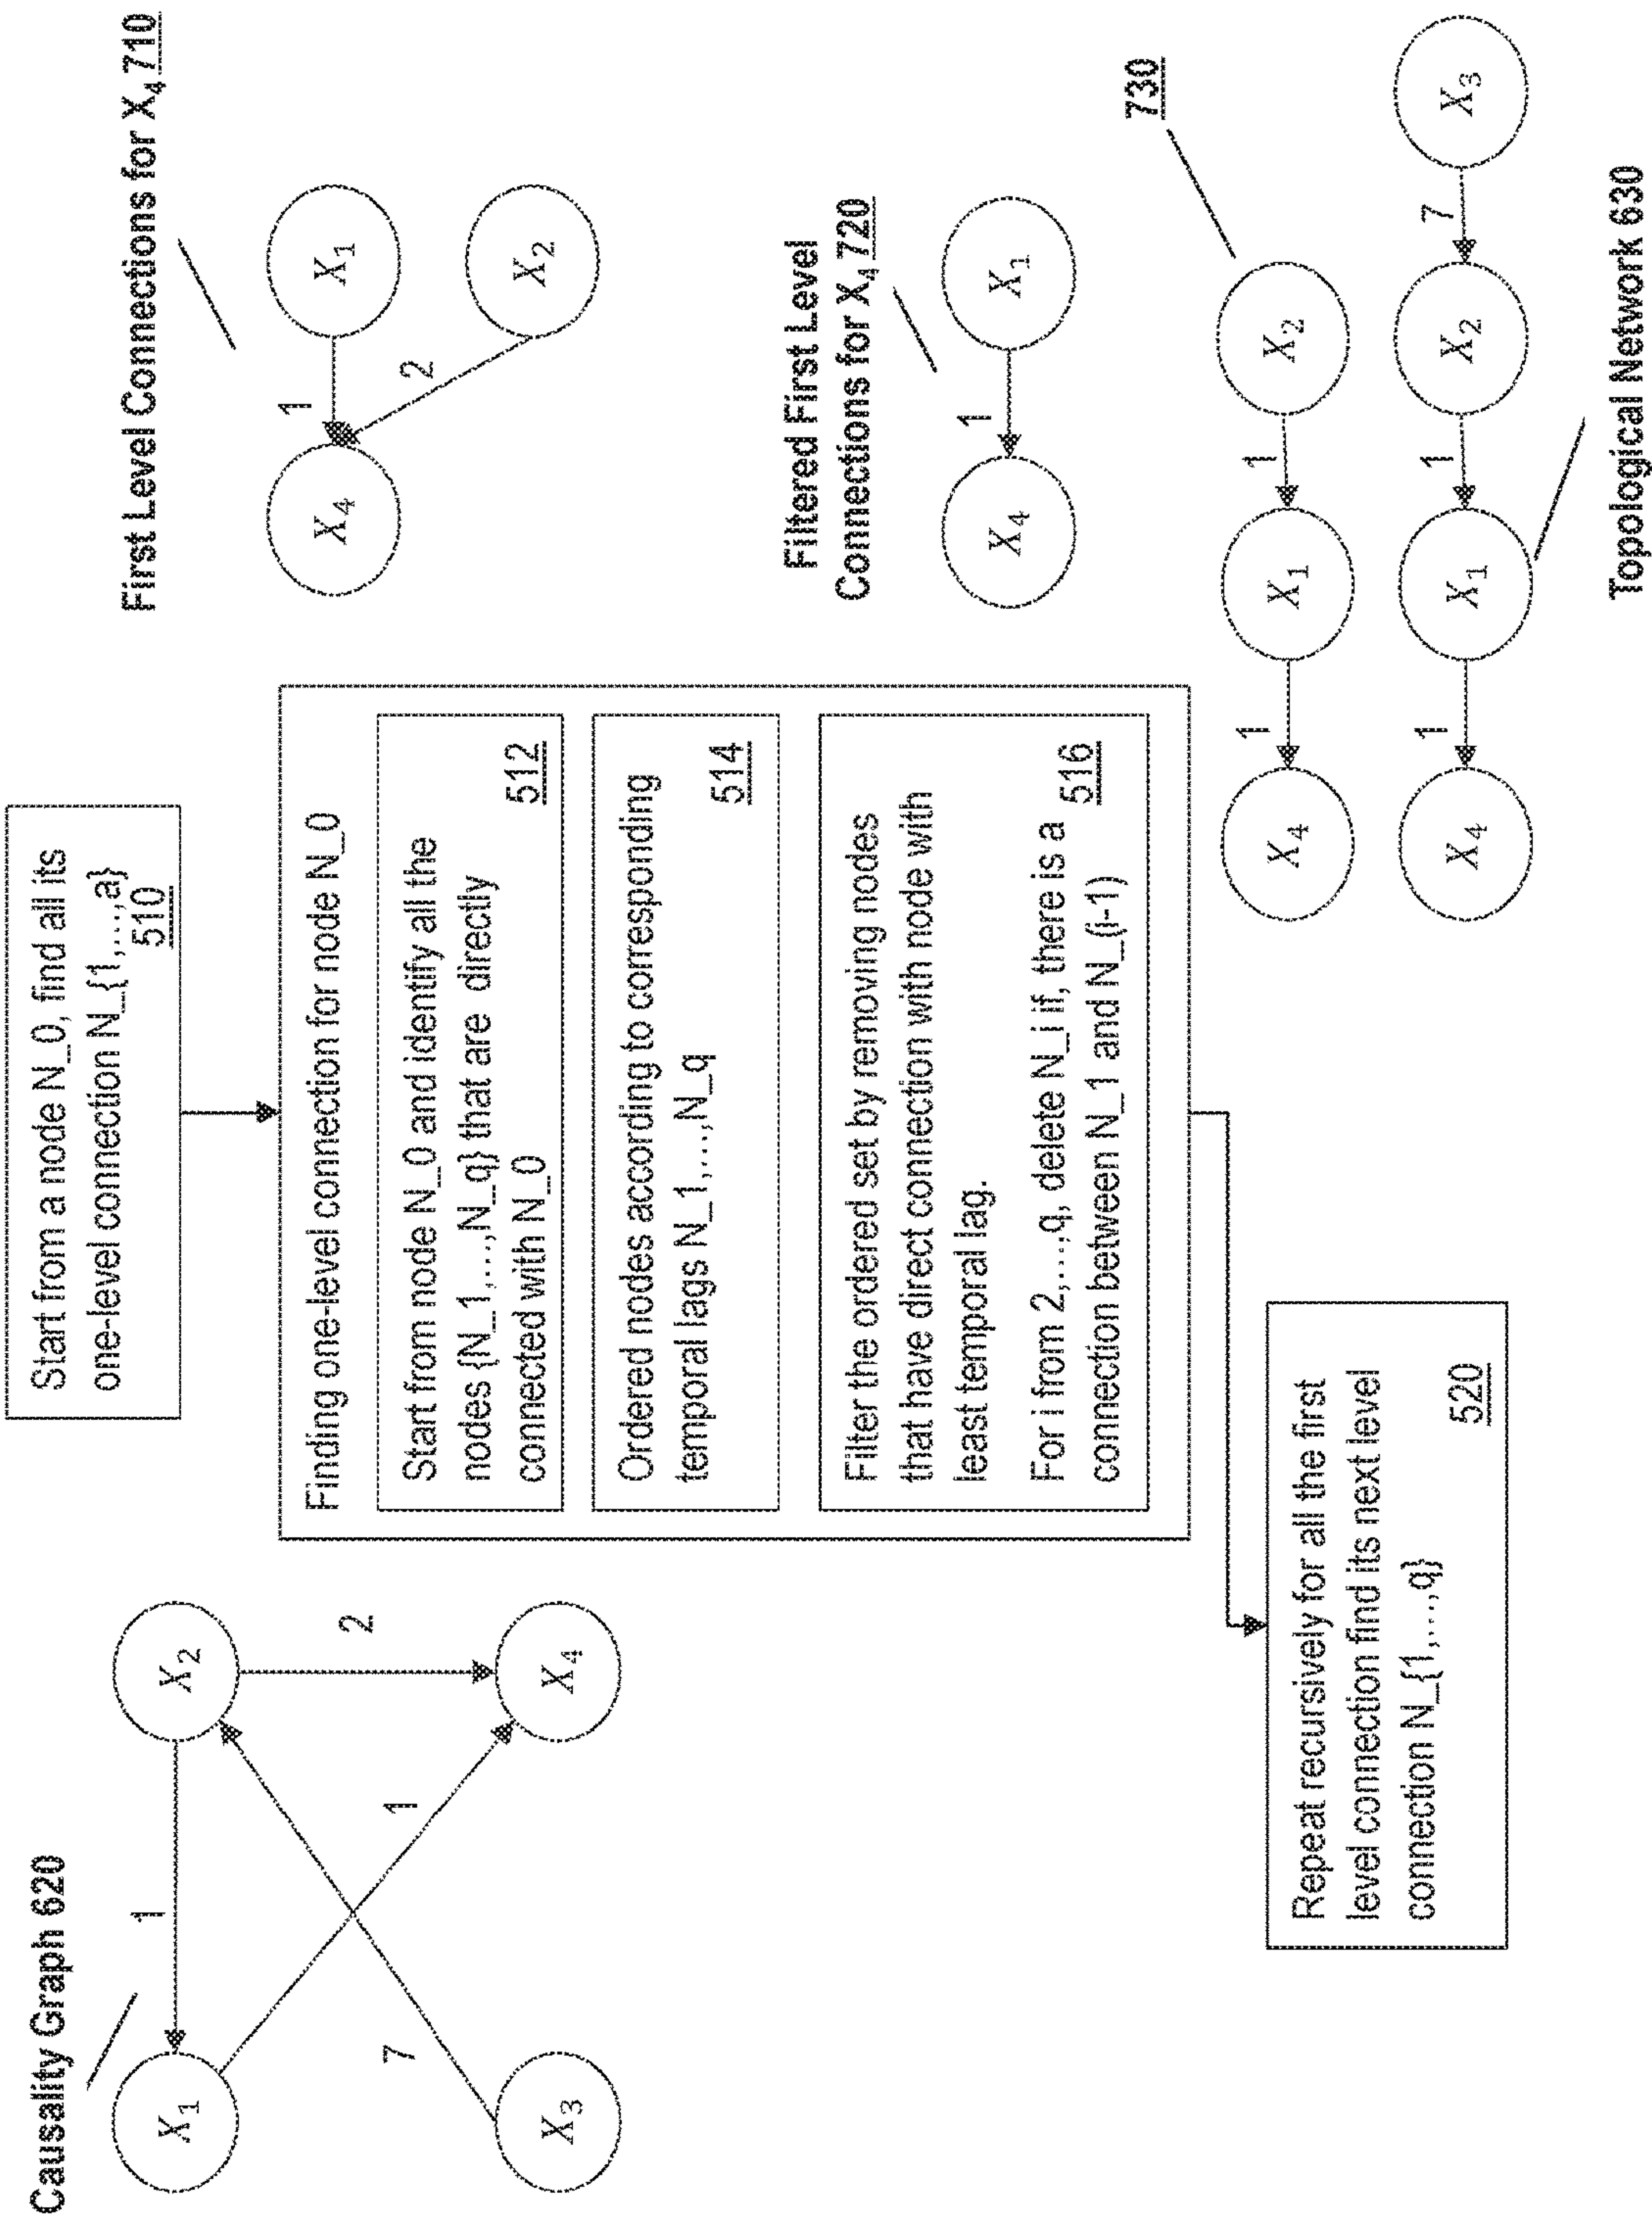 Causality Graph 620
X1
1
X2
7
1
2
X3
X4
Start from a node N_0, find all its
one-level connection N_{1,...,a}
510
Finding one-level connection for node N_0
Start from node N_0 and identify all the
nodes {N_1,...,N_q} that are directly
connected with N_0
512
Ordered nodes according to corresponding
temporal lags N_1,...,N_q
514
Filter the ordered set by removing nodes
that have direct connection with node with
least temporal lag.
For i from 2,...,q, delete N_i if, there is a
connection between N_1 and N_(i-1)
516
Repeat recursively for all the first
level connection find its next level
connection N_{1,...,q}
520
First Level Connections for X4 710
X4
1
X1
2
X2
Filtered First Level
Connections for X4 720
X4
1
X1
730
X4
1
X1
1
X2
X4
1
X1
1
X2
7
X3
Topological Network 630